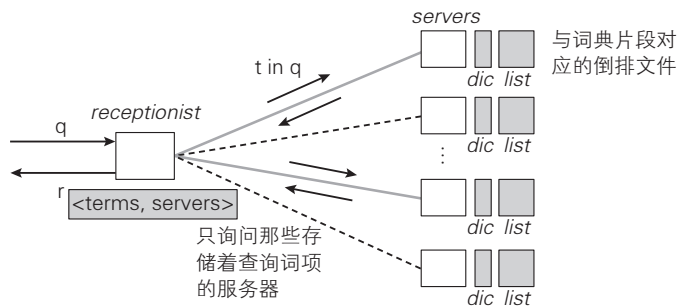 servers
与词典片段对
应的倒排文件
t in q
dic list
receptionist
q
dic list
⋮
r
<terms, servers>
dic list
只询问那些存
储着查询词项
的服务器
dic list